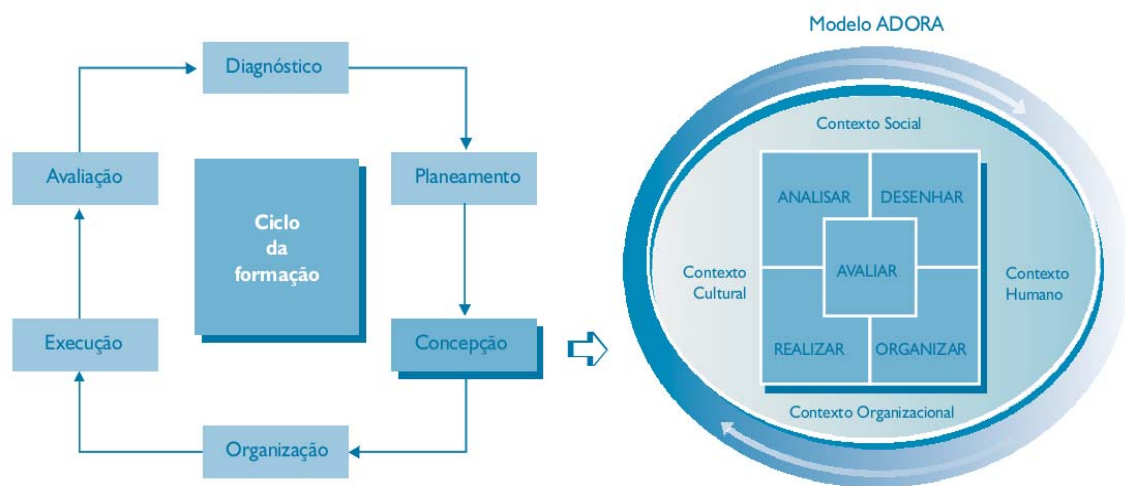 Diagnóstico
Avaliação
Planeamento
Ciclo
da
formação
Execução
Concepção
Organização
Modelo ADORA
Contexto Social
ANALISAR
DESENHAR
Contexto
Cultural
AVALIAR
Contexto
Humano
REALIZAR
ORGANIZAR
Contexto Organizacional